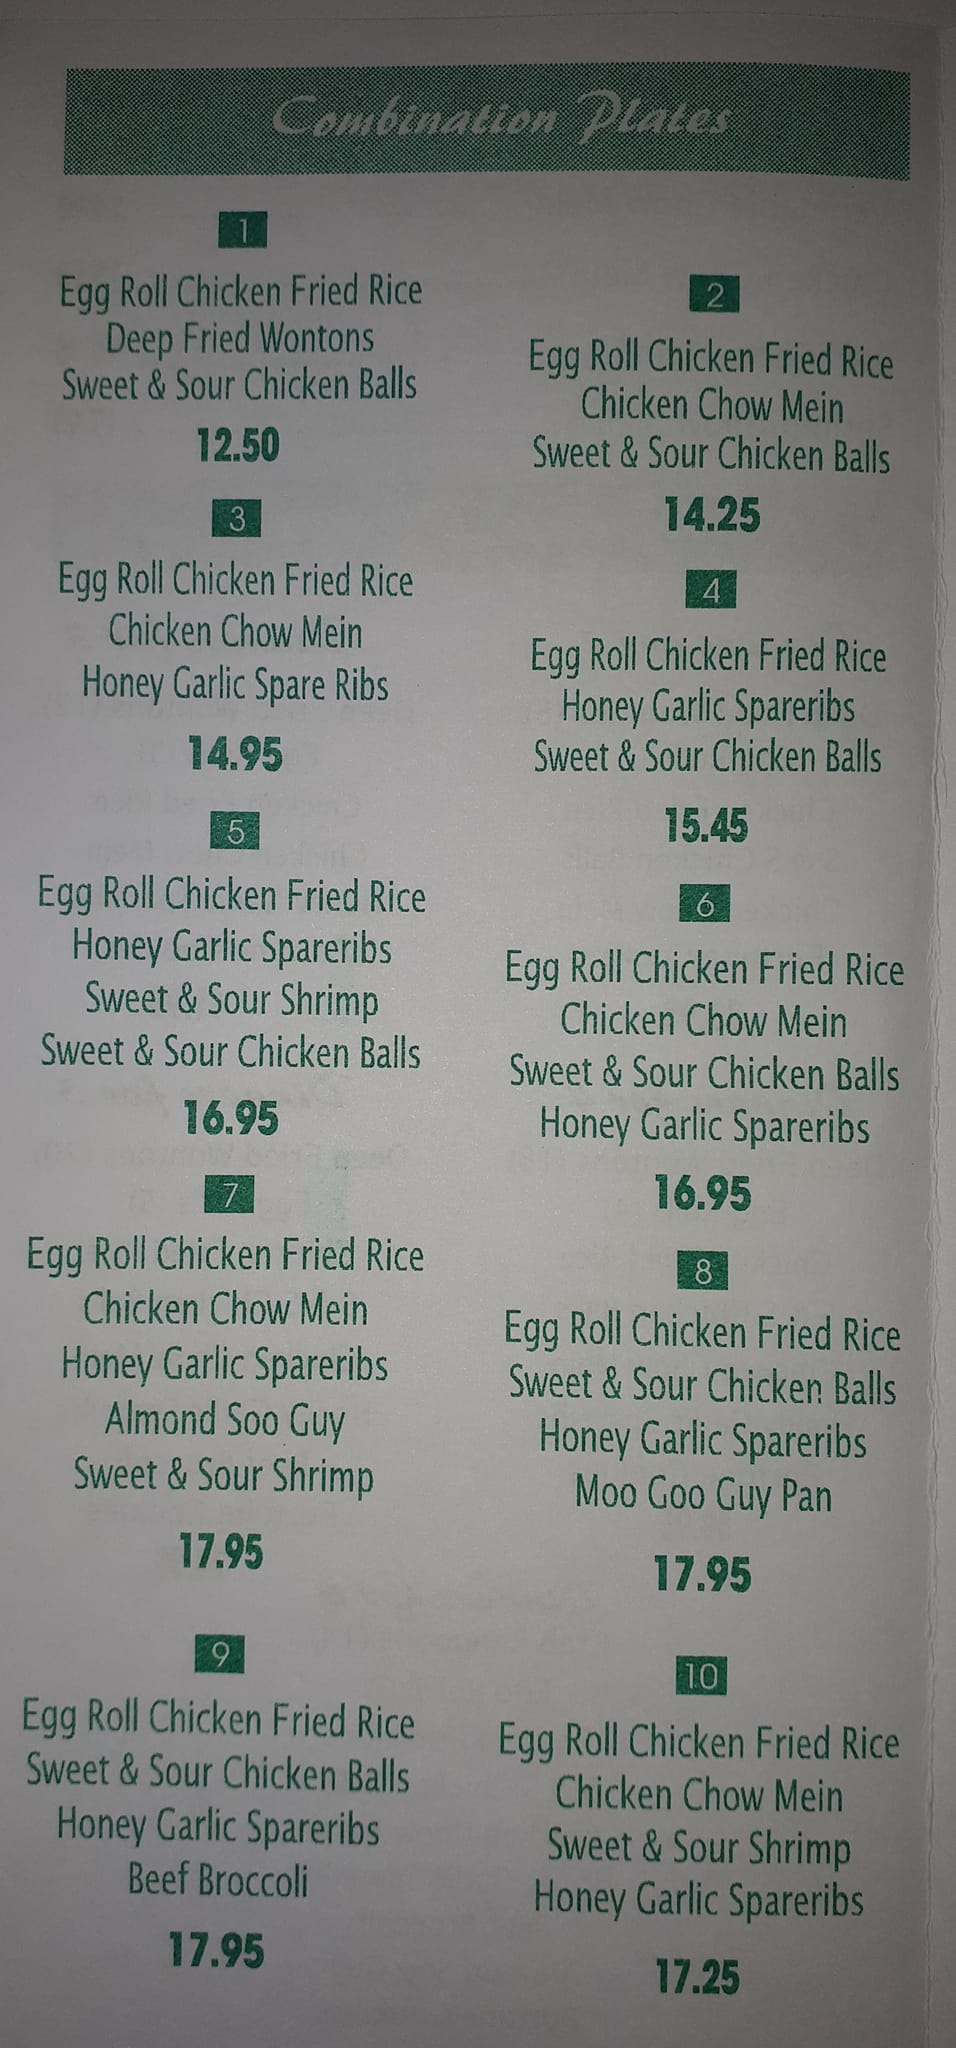 Combination Plates
1
Egg Roll Chicken Fried Rice
Deep Fried Wontons
Sweet & Sour Chicken Balls
12.50
2
Egg Roll Chicken Fried Rice
Chicken Chow Mein
Sweet & Sour Chicken Balls
14.25
3
Egg Roll Chicken Fried Rice
Chicken Chow Mein
Honey Garlic Spare Ribs
14.95
4
Egg Roll Chicken Fried Rice
Honey Garlic Spareribs
Sweet & Sour Chicken Balls
15.45
5
Egg Roll Chicken Fried Rice
Honey Garlic Spareribs
Sweet & Sour Shrimp
Sweet & Sour Chicken Balls
16.95
6
Egg Roll Chicken Fried Rice
Chicken Chow Mein
Sweet & Sour Chicken Balls
Honey Garlic Spareribs
16.95
7
Egg Roll Chicken Fried Rice
Chicken Chow Mein
Honey Garlic Spareribs
Almond Soo Guy
Sweet & Sour Shrimp
17.95
8
Egg Roll Chicken Fried Rice
Sweet & Sour Chicken Balls
Honey Garlic Spareribs
Moo Goo Guy Pan
17.95
9
Egg Roll Chicken Fried Rice
Sweet & Sour Chicken Balls
Honey Garlic Spareribs
Beef Broccoli
17.95
10
Egg Roll Chicken Fried Rice
Chicken Chow Mein
Sweet & Sour Shrimp
Honey Garlic Spareribs
17.25